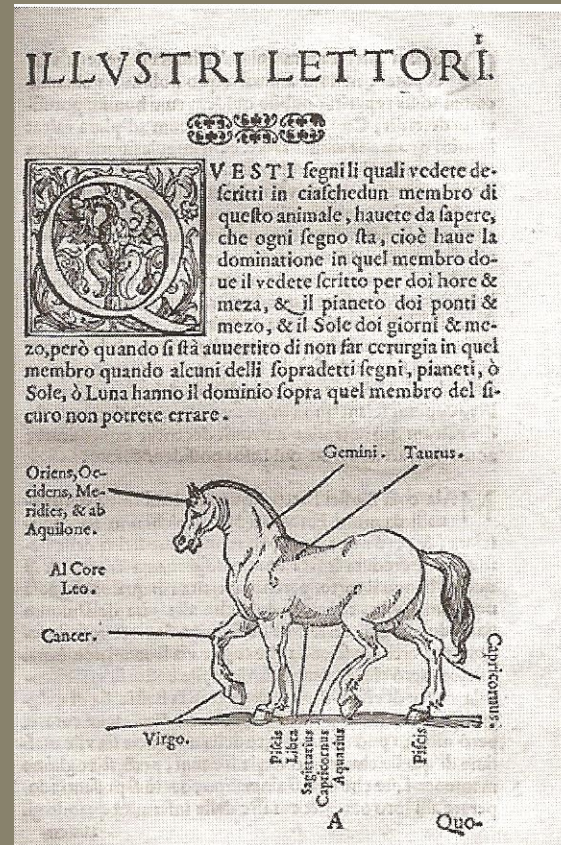 I
ILLVSTRI LETTORI.
QVESTI ſegni li quali vedete de-
ſcritti in ciaſchedun membro di
queſto animale, hauete da ſapere,
che ogni ſegno ſta, cioè haue la
dominatione in quel membro do-
ue il vedete ſcritto per doi hore &
meza, & il pianeto doi ponti &
mezo, & il Sole doi giorni & me-
zo, però quando ſi ſtà auuertito di non far cerurgia in quel
membro quando alcuni delli ſopradetti ſegni, pianeti, ò
Sole, ò Luna hanno il dominio ſopra quel membro del ſi-
curo non potrete errare.
Gemini. Taurus.
Oriens, Oc-
cidens, Me-
ridies, & ab
Aquilone.
Al Core
Leo.
Cancer.
Capricornus.
Virgo.
Piſcis
Libra
Sagittarius
Capricornus
Aquarius
Piſcis
A Quo-